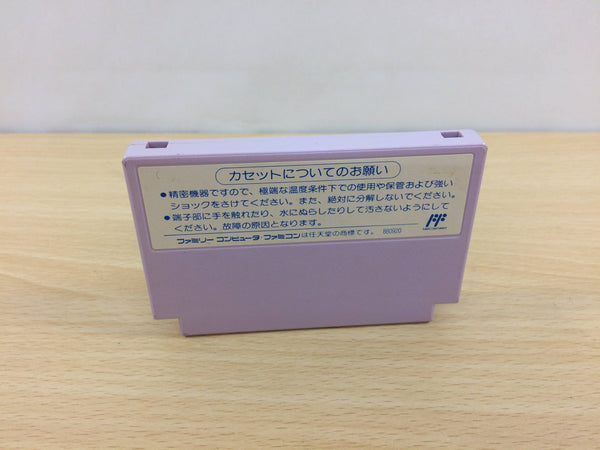 カセットについてのお願い
●精密機器ですので、極端な温度条件下での使用や保管および強い
ショックをさけてください。また、絶対に分解しないでください。
●端子部に手を触れたり、水にぬらしたりして汚さないようにして
ください。故障の原因となります。
ファミリー コンピュータ ファミコンは任天堂の商標です。 880920